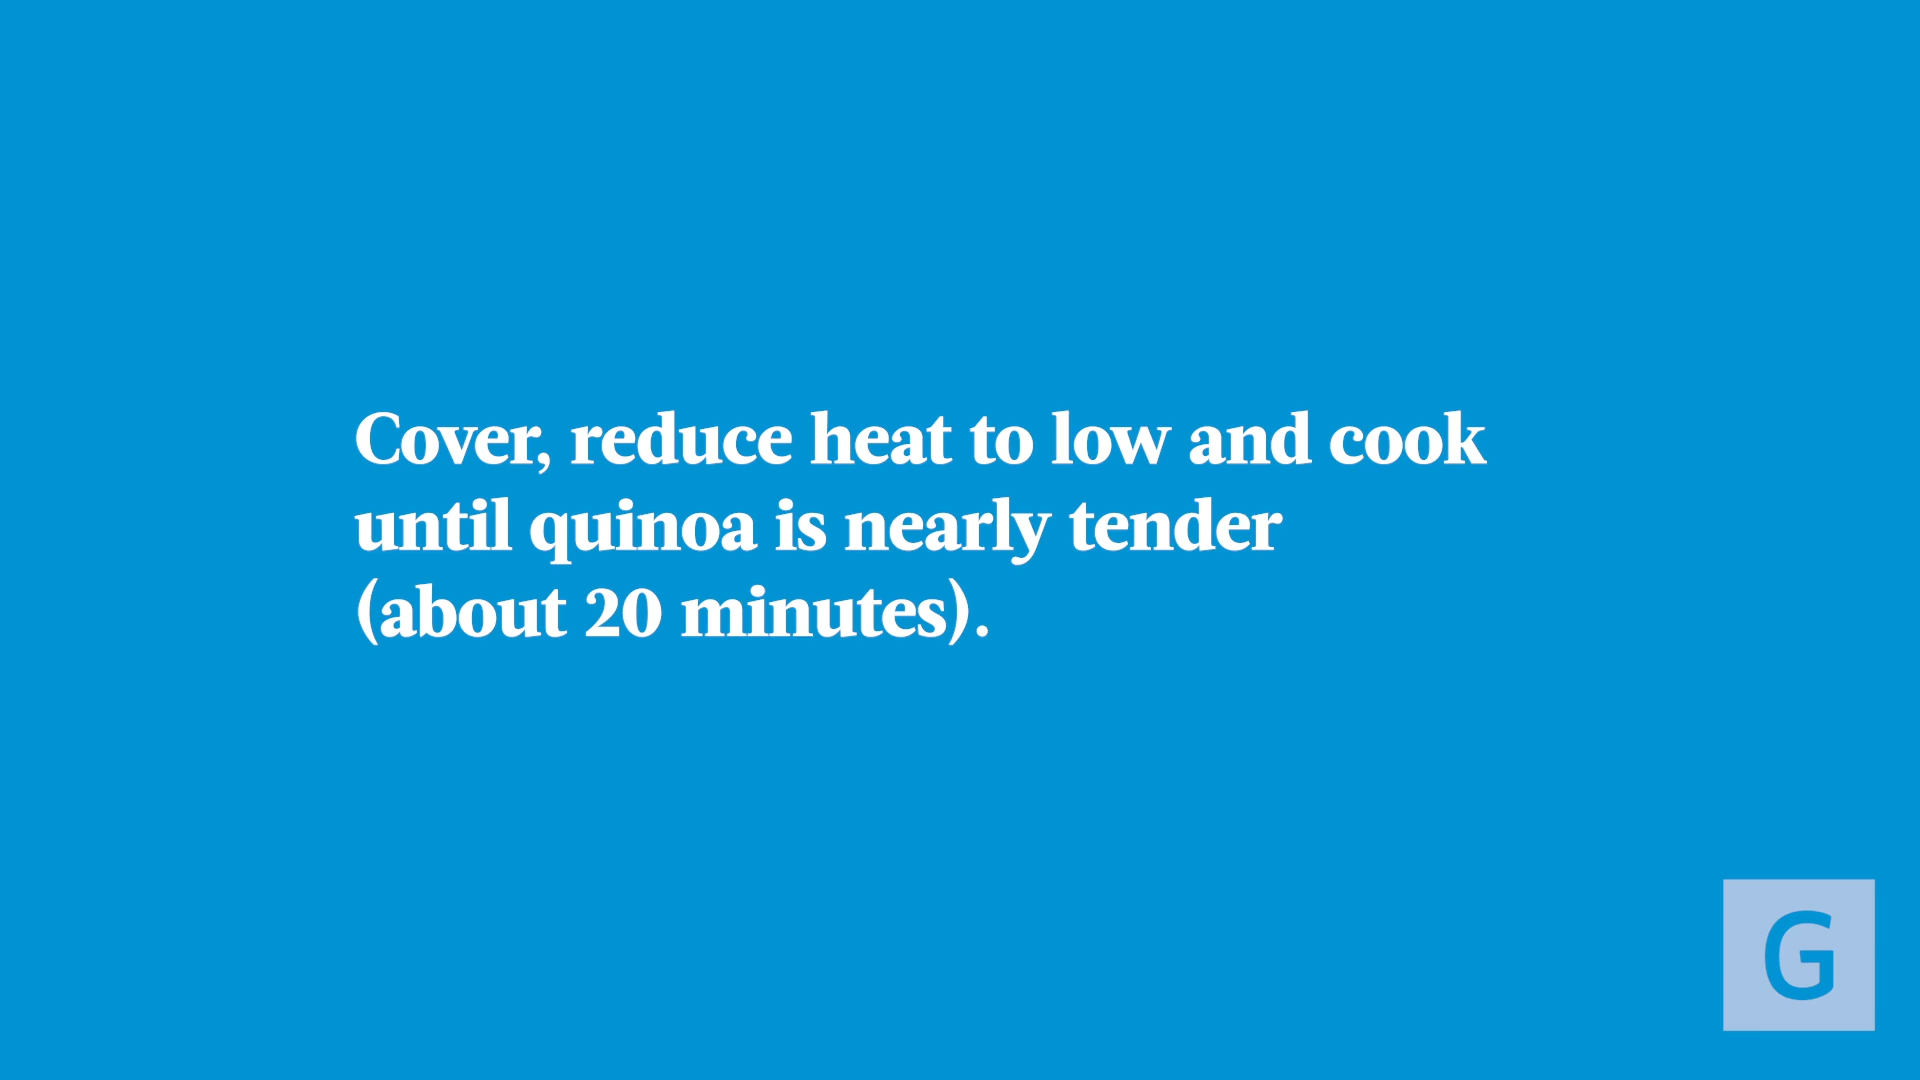 Cover, reduce heat to low and cook
until quinoa is nearly tender
(about 20 minutes).
G